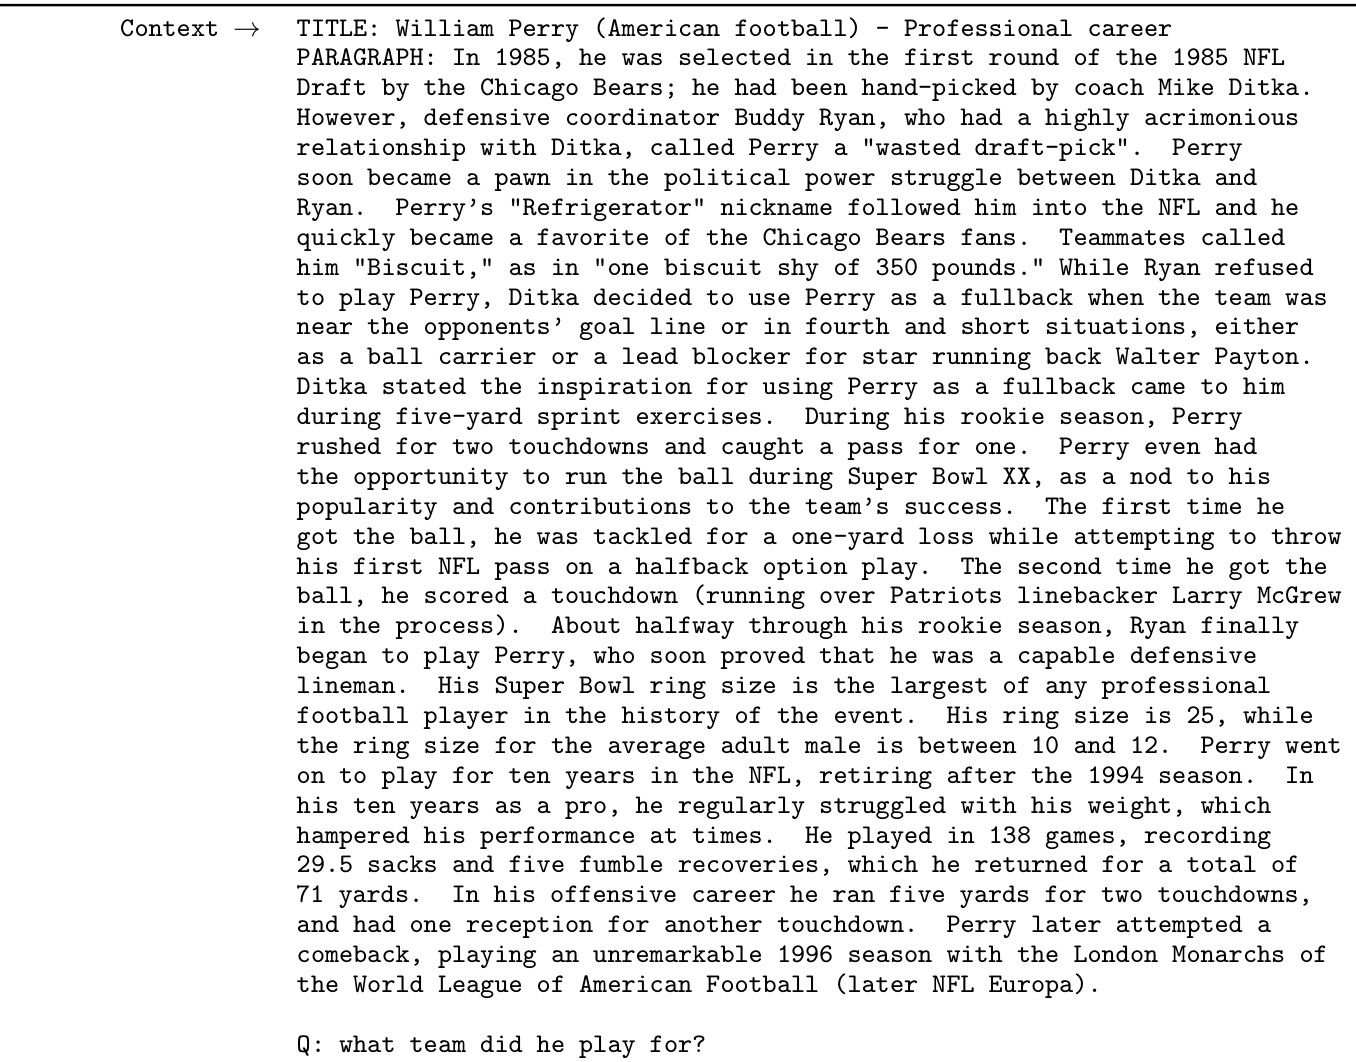 Context → TITLE: William Perry (American football) - Professional career
PARAGRAPH: In 1985, he was selected in the first round of the 1985 NFL
Draft by the Chicago Bears; he had been hand-picked by coach Mike Ditka.
However, defensive coordinator Buddy Ryan, who had a highly acrimonious
relationship with Ditka, called Perry a "wasted draft-pick".  Perry
soon became a pawn in the political power struggle between Ditka and
Ryan.  Perry's "Refrigerator" nickname followed him into the NFL and he
quickly became a favorite of the Chicago Bears fans.  Teammates called
him "Biscuit," as in "one biscuit shy of 350 pounds." While Ryan refused
to play Perry, Ditka decided to use Perry as a fullback when the team was
near the opponents' goal line or in fourth and short situations, either
as a ball carrier or a lead blocker for star running back Walter Payton.
Ditka stated the inspiration for using Perry as a fullback came to him
during five-yard sprint exercises.  During his rookie season, Perry
rushed for two touchdowns and caught a pass for one.  Perry even had
the opportunity to run the ball during Super Bowl XX, as a nod to his
popularity and contributions to the team's success.  The first time he
got the ball, he was tackled for a one-yard loss while attempting to throw
his first NFL pass on a halfback option play.  The second time he got the
ball, he scored a touchdown (running over Patriots linebacker Larry McGrew
in the process).  About halfway through his rookie season, Ryan finally
began to play Perry, who soon proved that he was a capable defensive
lineman.  His Super Bowl ring size is the largest of any professional
football player in the history of the event.  His ring size is 25, while
the ring size for the average adult male is between 10 and 12.  Perry went
on to play for ten years in the NFL, retiring after the 1994 season.  In
his ten years as a pro, he regularly struggled with his weight, which
hampered his performance at times.  He played in 138 games, recording
29.5 sacks and five fumble recoveries, which he returned for a total of
71 yards.  In his offensive career he ran five yards for two touchdowns,
and had one reception for another touchdown.  Perry later attempted a
comeback, playing an unremarkable 1996 season with the London Monarchs of
the World League of American Football (later NFL Europa).
Q: what team did he play for?